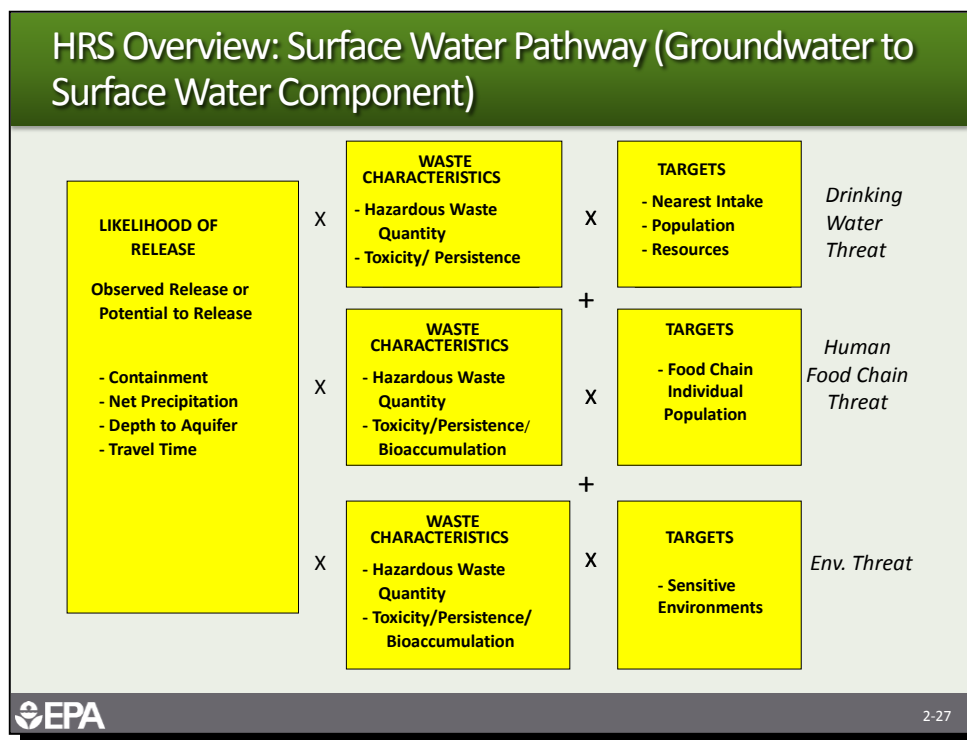 HRS Overview: Surface Water Pathway (Groundwater to
Surface Water Component)
LIKELIHOOD OF
RELEASE
Observed Release or
Potential to Release
- Containment
- Net Precipitation
- Depth to Aquifer
- Travel Time
X
WASTE
CHARACTERISTICS
- Hazardous Waste
Quantity
- Toxicity/ Persistence
X
TARGETS
- Nearest Intake
- Population
- Resources
Drinking
Water
Threat
+
X
WASTE
CHARACTERISTICS
- Hazardous Waste
Quantity
- Toxicity/Persistence/
Bioaccumulation
X
TARGETS
- Food Chain
Individual
Population
Human
Food Chain
Threat
+
X
WASTE
CHARACTERISTICS
- Hazardous Waste
Quantity
- Toxicity/Persistence/
Bioaccumulation
X
TARGETS
- Sensitive
Environments
Env. Threat
EPA
2-27